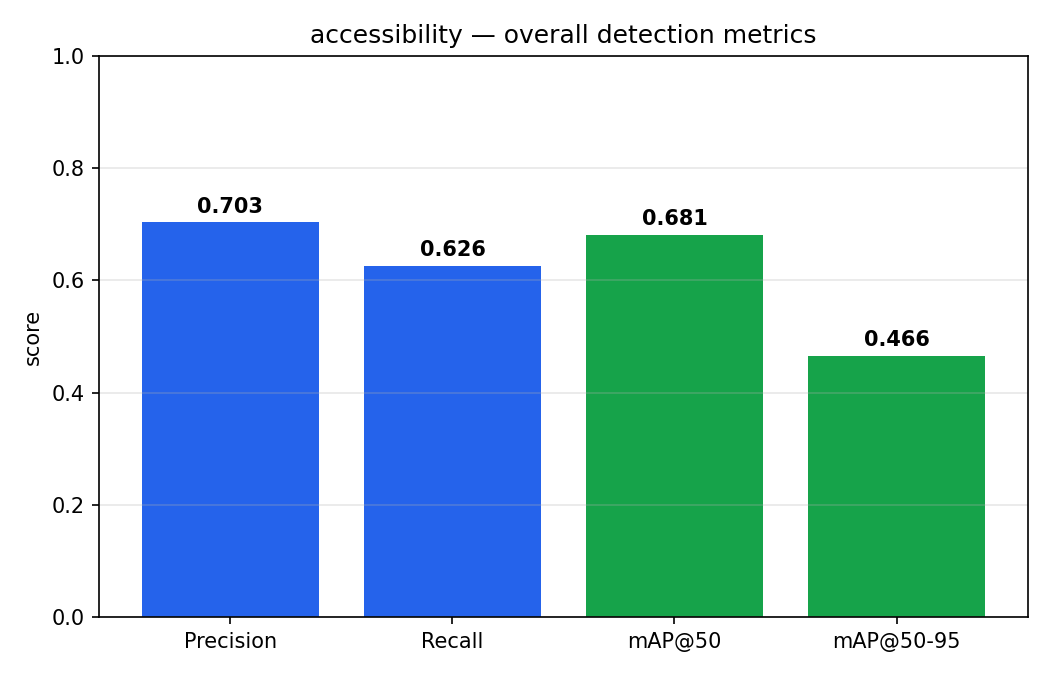 accessibility — overall detection metrics
1.0
0.8
0.6
0.4
0.2
0.0
score
0.703
0.626
0.681
0.466
Precision
Recall
mAP@50
mAP@50-95